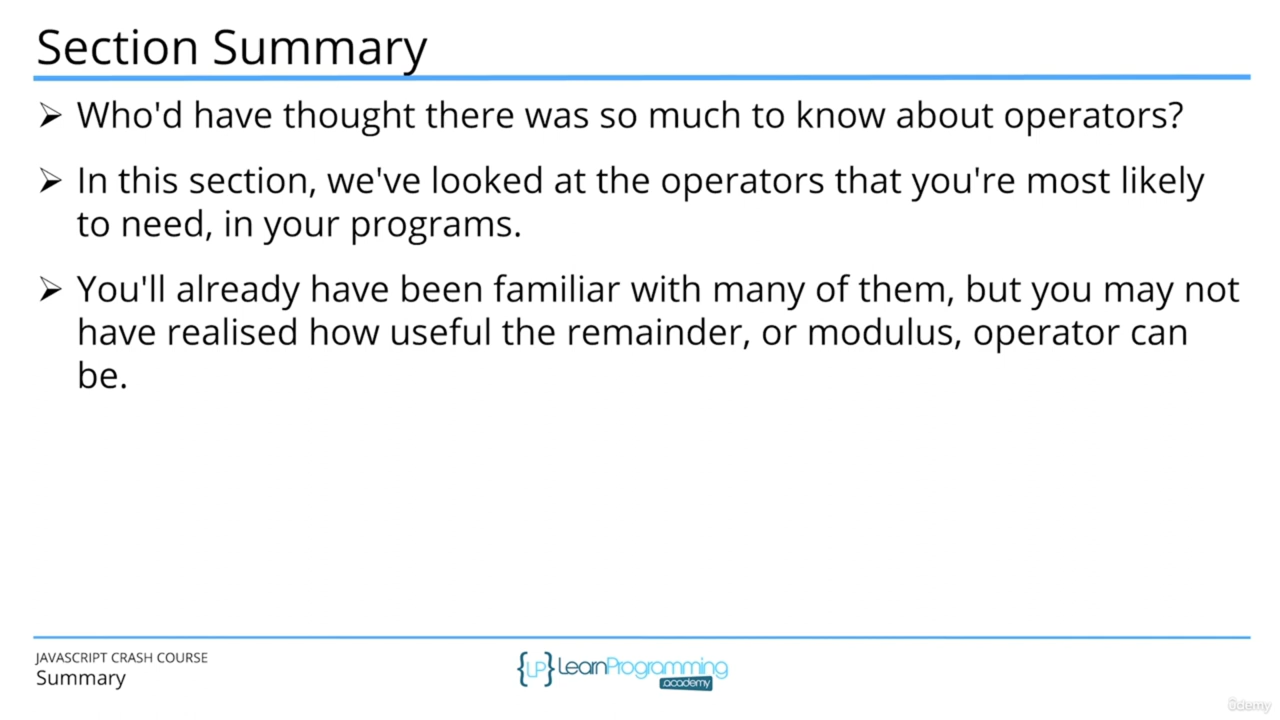 Section Summary
Who'd have thought there was so much to know about operators?
In this section, we've looked at the operators that you're most likely
to need, in your programs.
You'll already have been familiar with many of them, but you may not
have realised how useful the remainder, or modulus, operator can
be.
JAVASCRIPT CRASH COURSE
Summary
{LP} LearnProgramming
.academy
ûdemy